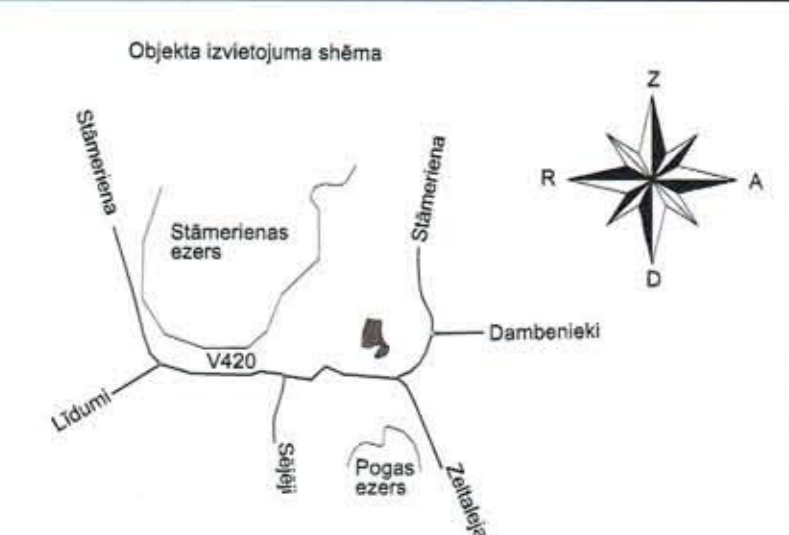 Objekta izvietojuma shēma
Z
R
A
D
Stāmeriena
Stāmerienas
ezers
Stāmeriena
Dambenieki
V420
Līdumi
Sējēji
Pogas
ezers
Zeltaleja